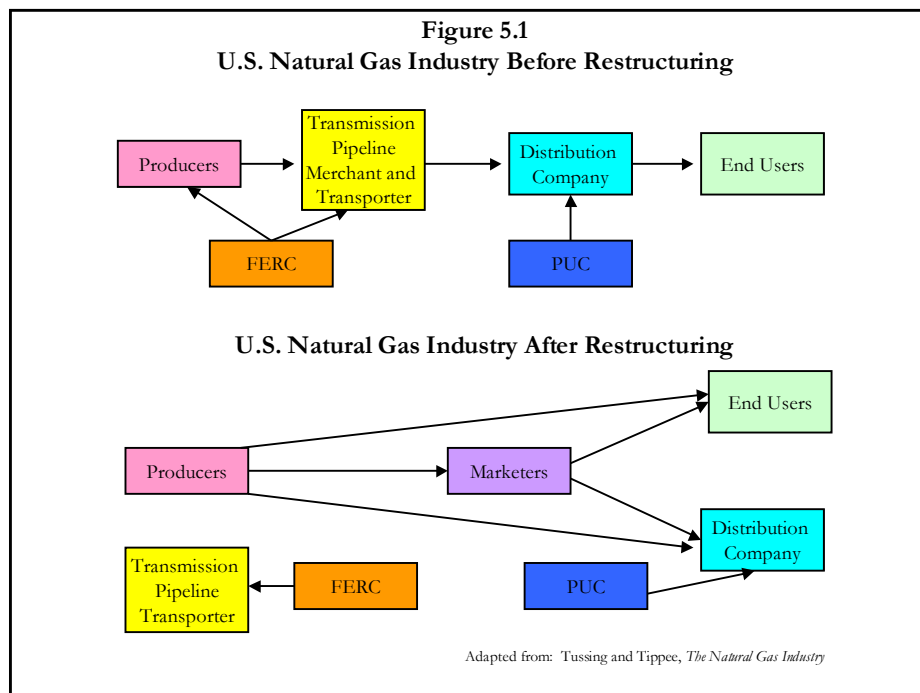 Figure 5.1
U.S. Natural Gas Industry Before Restructuring
Producers
Transmission
Pipeline
Merchant and
Transporter
Distribution
Company
End Users
FERC
PUC
U.S. Natural Gas Industry After Restructuring
End Users
Producers
Marketers
Distribution
Company
Transmission
Pipeline
Transporter
FERC
PUC
Adapted from: Tussing and Tippee, The Natural Gas Industry